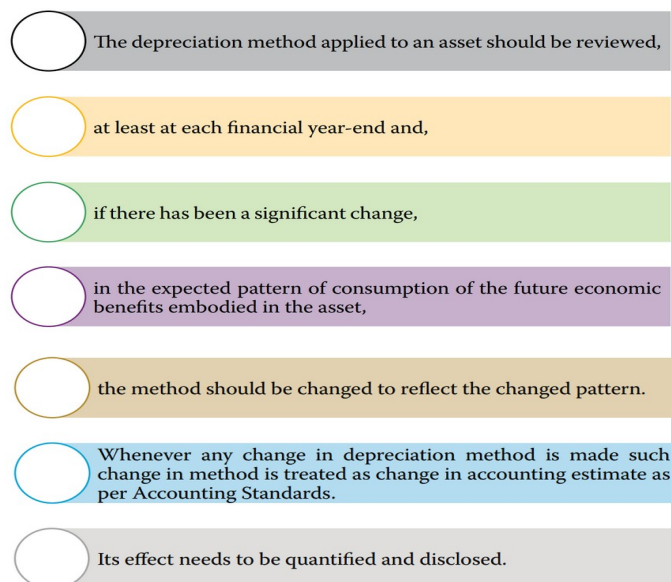 The depreciation method applied to an asset should be reviewed,
at least at each financial year-end and,
if there has been a significant change,
in the expected pattern of consumption of the future economic
benefits embodied in the asset,
the method should be changed to reflect the changed pattern.
Whenever any change in depreciation method is made such
change in method is treated as change in accounting estimate as
per Accounting Standards.
Its effect needs to be quantified and disclosed.